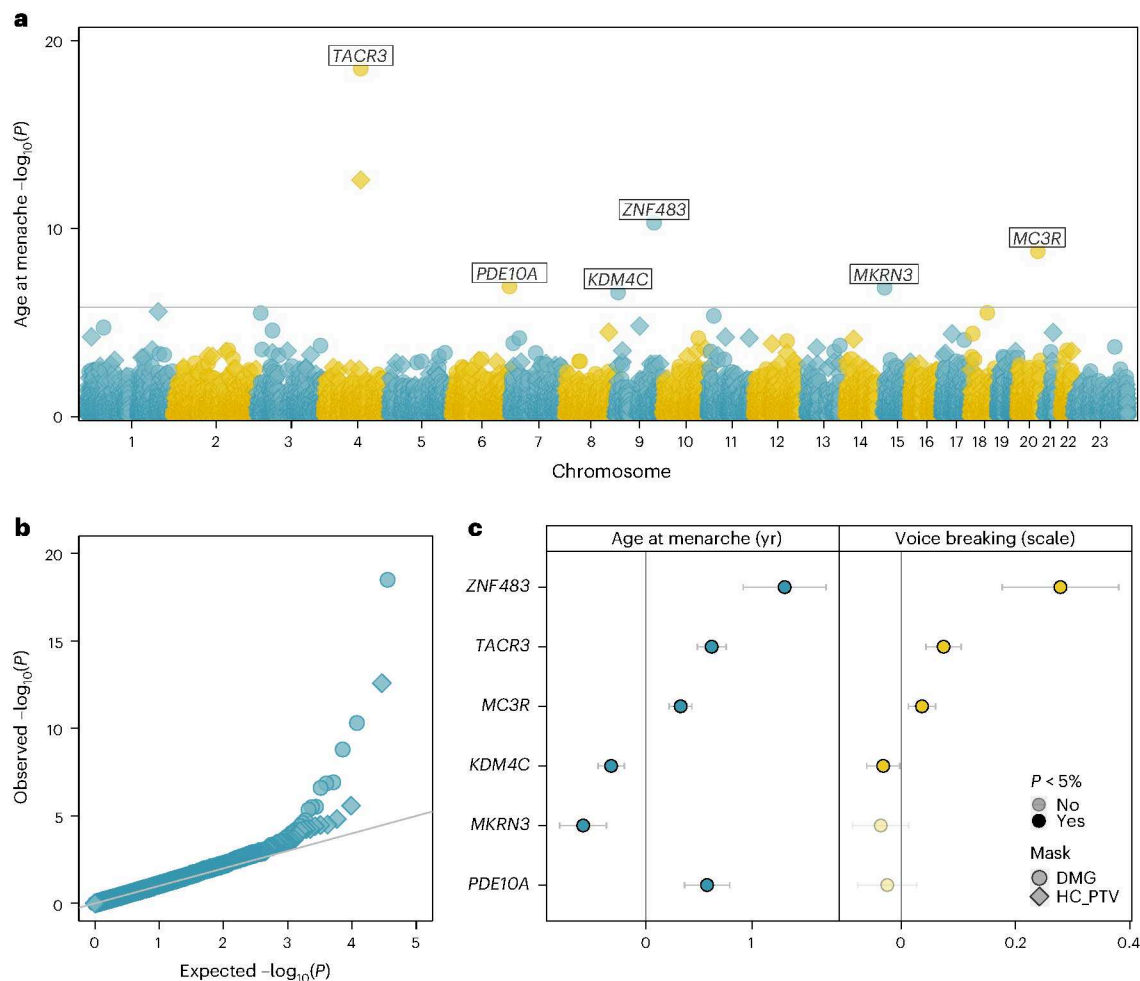 a
20
10
0
Age at menache –log10(P)
TACR3
ZNF483
MC3R
PDE10A
KDM4C
MKRN3
1 2 3 4 5 6 7 8 9 10 11 12 13 14 15 16 17 18 19 20 21 22 23
Chromosome
b
20
15
10
5
0
Observed –log10(P)
0 1 2 3 4 5
Expected –log10(P)
c
Age at menarche (yr)
Voice breaking (scale)
ZNF483
TACR3
MC3R
KDM4C
MKRN3
PDE10A
P < 5%
No
Yes
Mask
DMG
HC_PTV
0 1
0 0.2 0.4